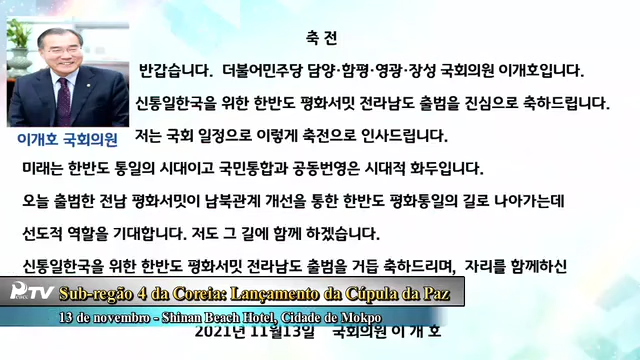 축 전
반갑습니다. 더불어민주당 담양·함평·영광·장성 국회의원 이개호입니다.
신통일한국을 위한 한반도 평화서밋 전라남도 출범을 진심으로 축하드립니다.
저는 국회 일정으로 이렇게 축전으로 인사드립니다.
이개호 국회의원
미래는 한반도 통일의 시대이고 국민통합과 공동번영은 시대적 화두입니다.
오늘 출범한 전남 평화서밋이 남북관계 개선을 통한 한반도 평화통일의 길로 나아가는데
선도적 역할을 기대합니다. 저도 그 길에 함께 하겠습니다.
신통일한국을 위한 한반도 평화서밋 전라남도 출범을 거듭 축하드리며, 자리를 함께하신
TV
Sub-regão 4 da Coreia: Lançamento da Cúpula da Paz
13 de novembro - Shinan Beach Hotel, Cidade de Mokpo
2021년 11월13일 국회의원 이 개 호